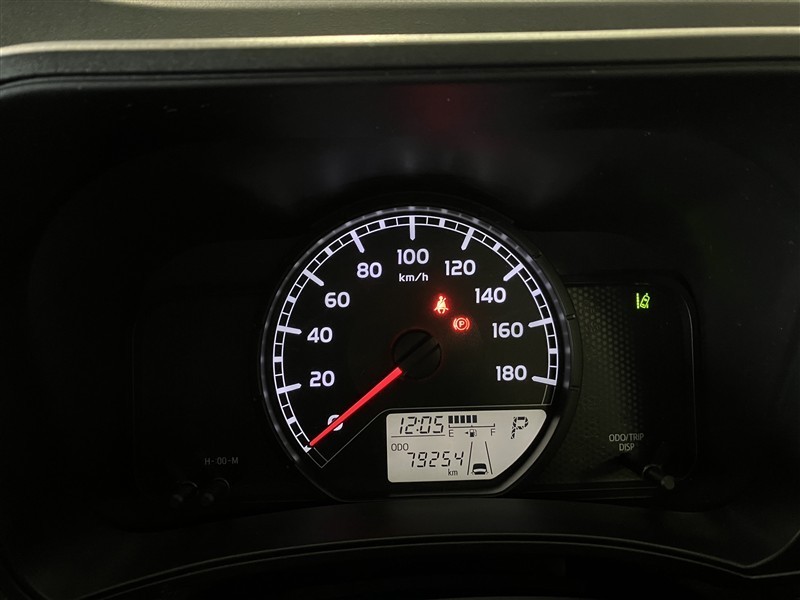 100
80 120
km/h
60 140
40 160
20 180
0
12:05 E F P
ODO
79254
km
ODO/TRIP
DISP
H-:00-M
(P)